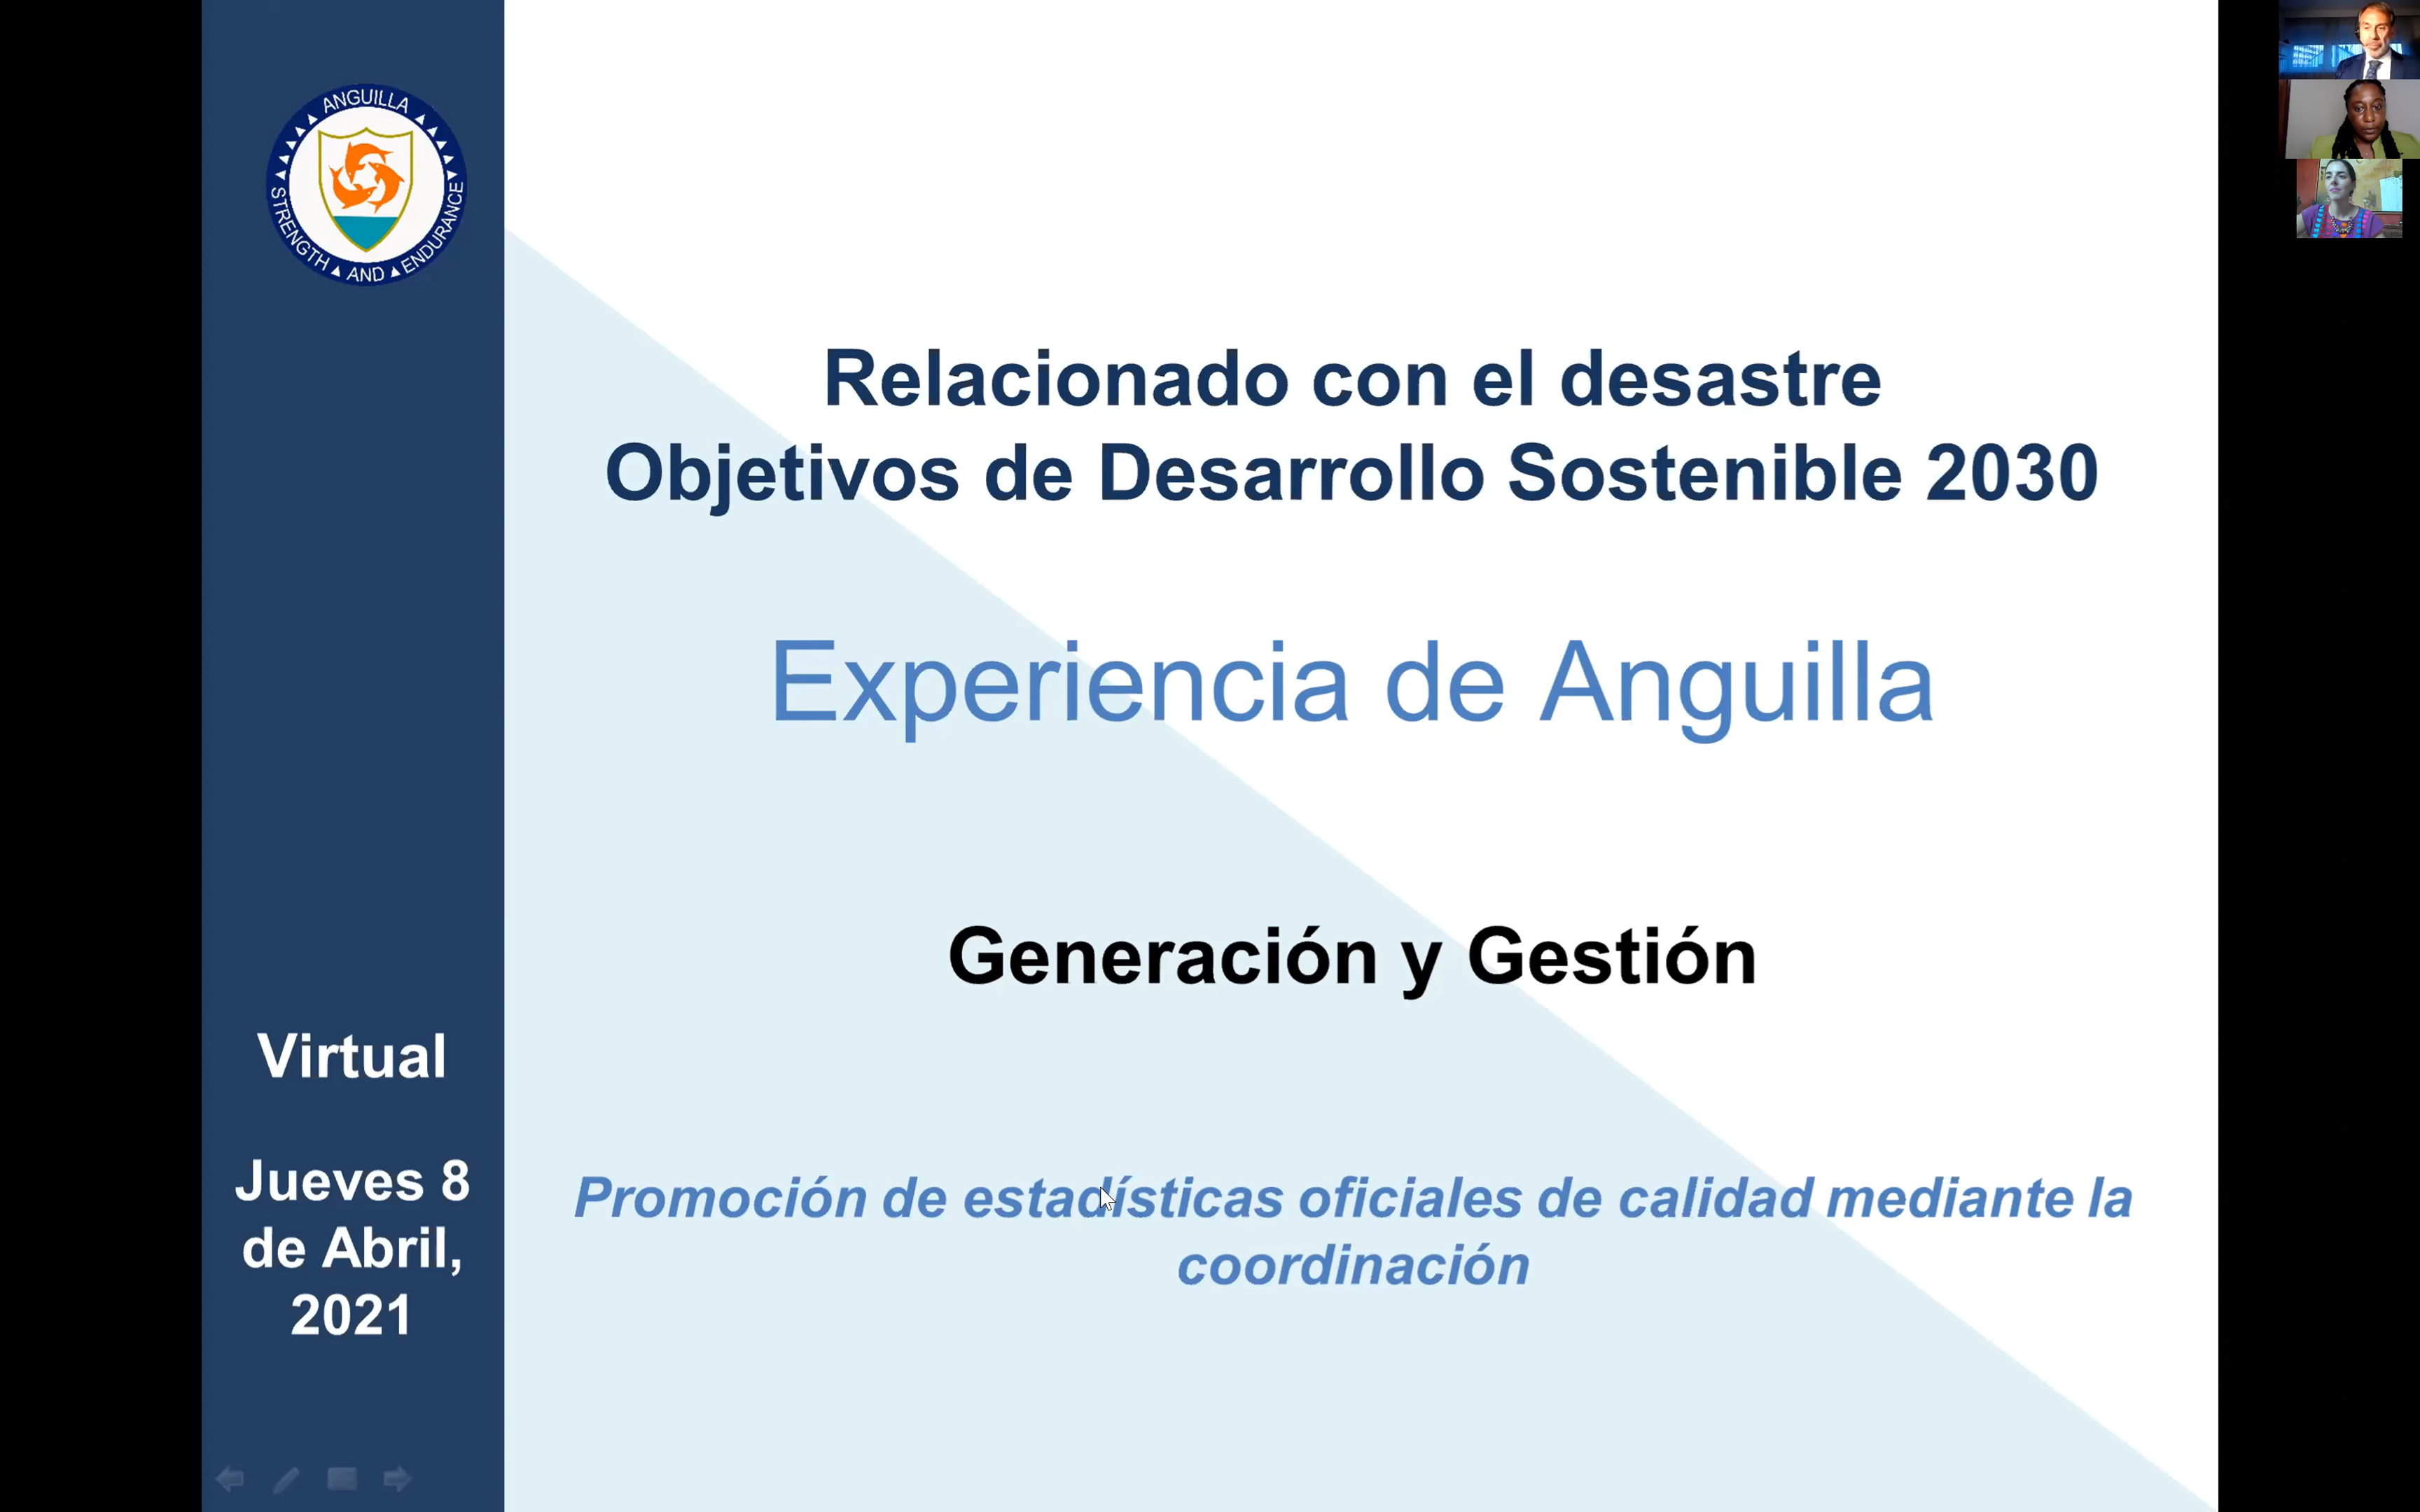 ANGUILLA
STRENGTH AND ENDURANCE
Relacionado con el desastre
Objetivos de Desarrollo Sostenible 2030
Experiencia de Anguilla
Generación y Gestión
Virtual
Jueves 8
de Abril,
2021
Promoción de estadísticas oficiales de calidad mediante la
coordinación